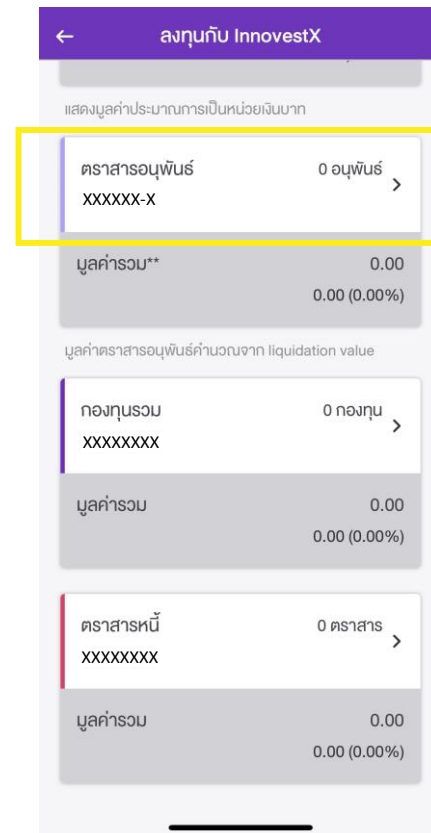 ลงทุนกับ InnovestX
แสดงมูลค่าประมาณการเป็นหน่วยเงินบาท
ตราสารอนุพันธ์ 0 อนุพันธ์
XXXXXX-X
มูลค่ารวม** 0.00
0.00 (0.00%)
มูลค่าตราสารอนุพันธ์คำนวณจาก liquidation value
กองทุนรวม 0 กองทุน
XXXXXXXX
มูลค่ารวม 0.00
0.00 (0.00%)
ตราสารหนี้ 0 ตราสาร
XXXXXXXX
มูลค่ารวม 0.00
0.00 (0.00%)